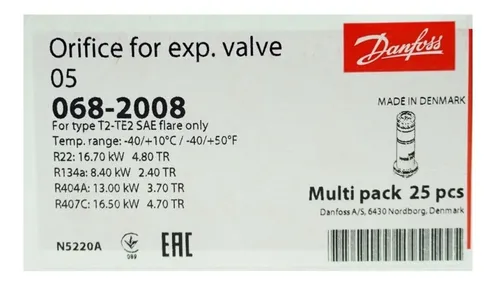 Orifice for exp. valve
05
068-2008
For type T2-TE2 SAE flare only
Temp. range: -40/+10°C / -40/+50°F
R22: 16.70 kW 4.80 TR
R134a: 8.40 kW 2.40 TR
R404A: 13.00 kW 3.70 TR
R407C: 16.50 kW 4.70 TR
N5220A
089
EAC
Danfoss
MADE IN DENMARK
Multi pack 25 pcs
Danfoss A/S, 6430 Nordborg, Denmark